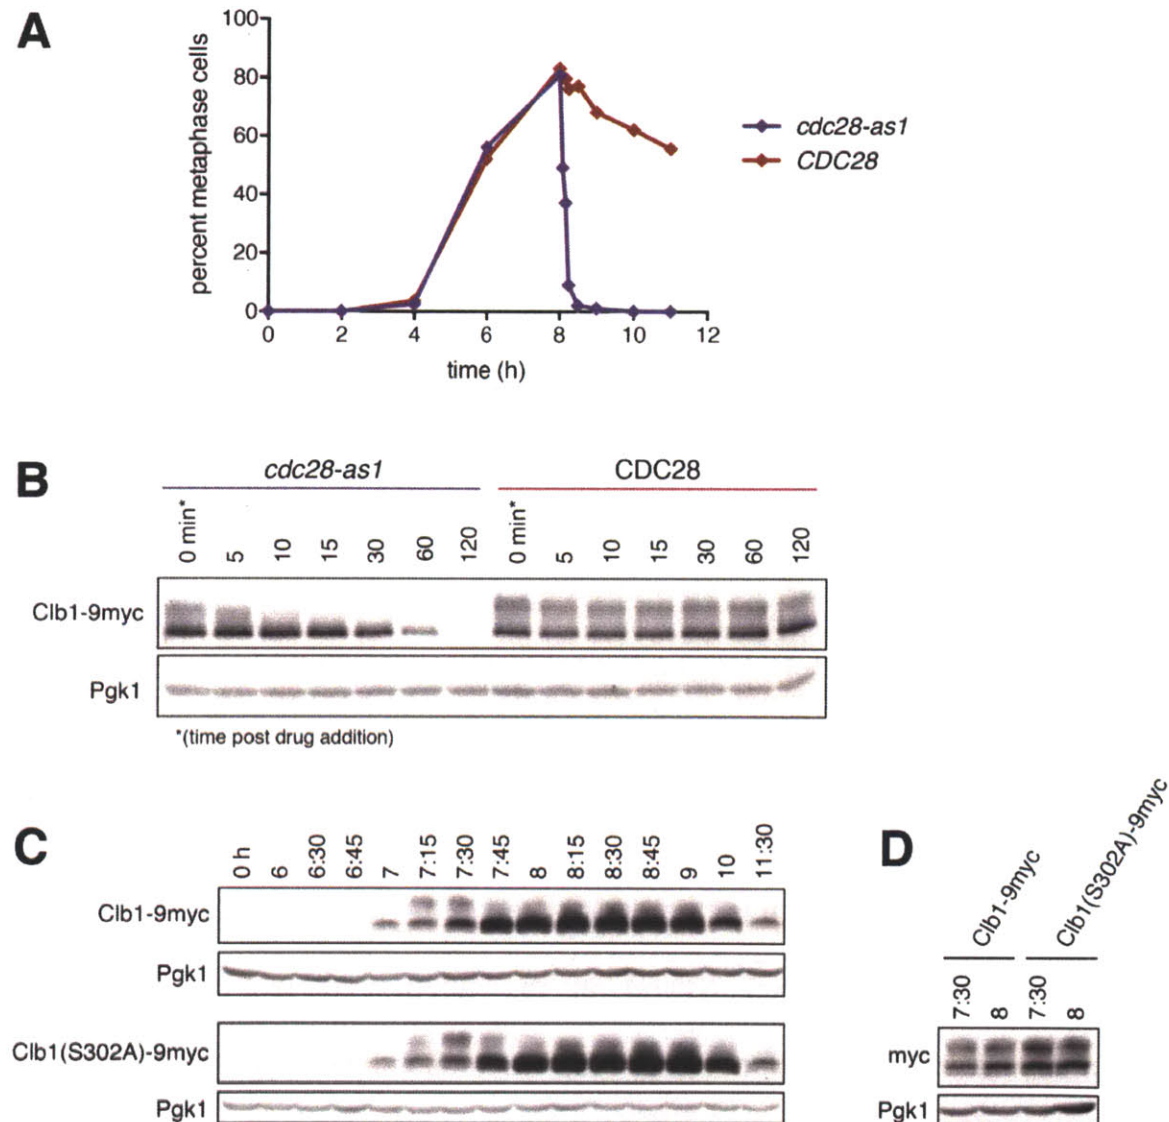 A
percent metaphase cells
100
80
60
40
20
0
0 2 4 6 8 10 12
time (h)
cdc28-as1
CDC28
B
cdc28-as1 CDC28
0 min* 5 10 15 30 60 120 0 min* 5 10 15 30 60 120
Clb1-9myc
Pgk1
*(time post drug addition)
C
0 h 6 6:30 6:45 7 7:15 7:30 7:45 8 8:15 8:30 8:45 9 10 11:30
Clb1-9myc
Pgk1
Clb1(S302A)-9myc
Pgk1
D
Clb1-9myc Clb1(S302A)-9myc
7:30 8 7:30 8
myc
Pgk1